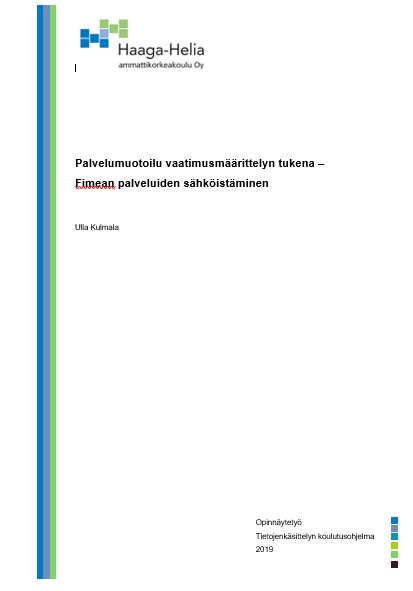 Haaga-Helia
ammattikorkeakoulu Oy
Palvelumuotoilu vaatimusmäärittelyn tukena –
Fimean palveluiden sähköistäminen
Ulla Kulmala
Opinnäytetyö
Tietojenkäsittelyn koulutusohjelma
2019